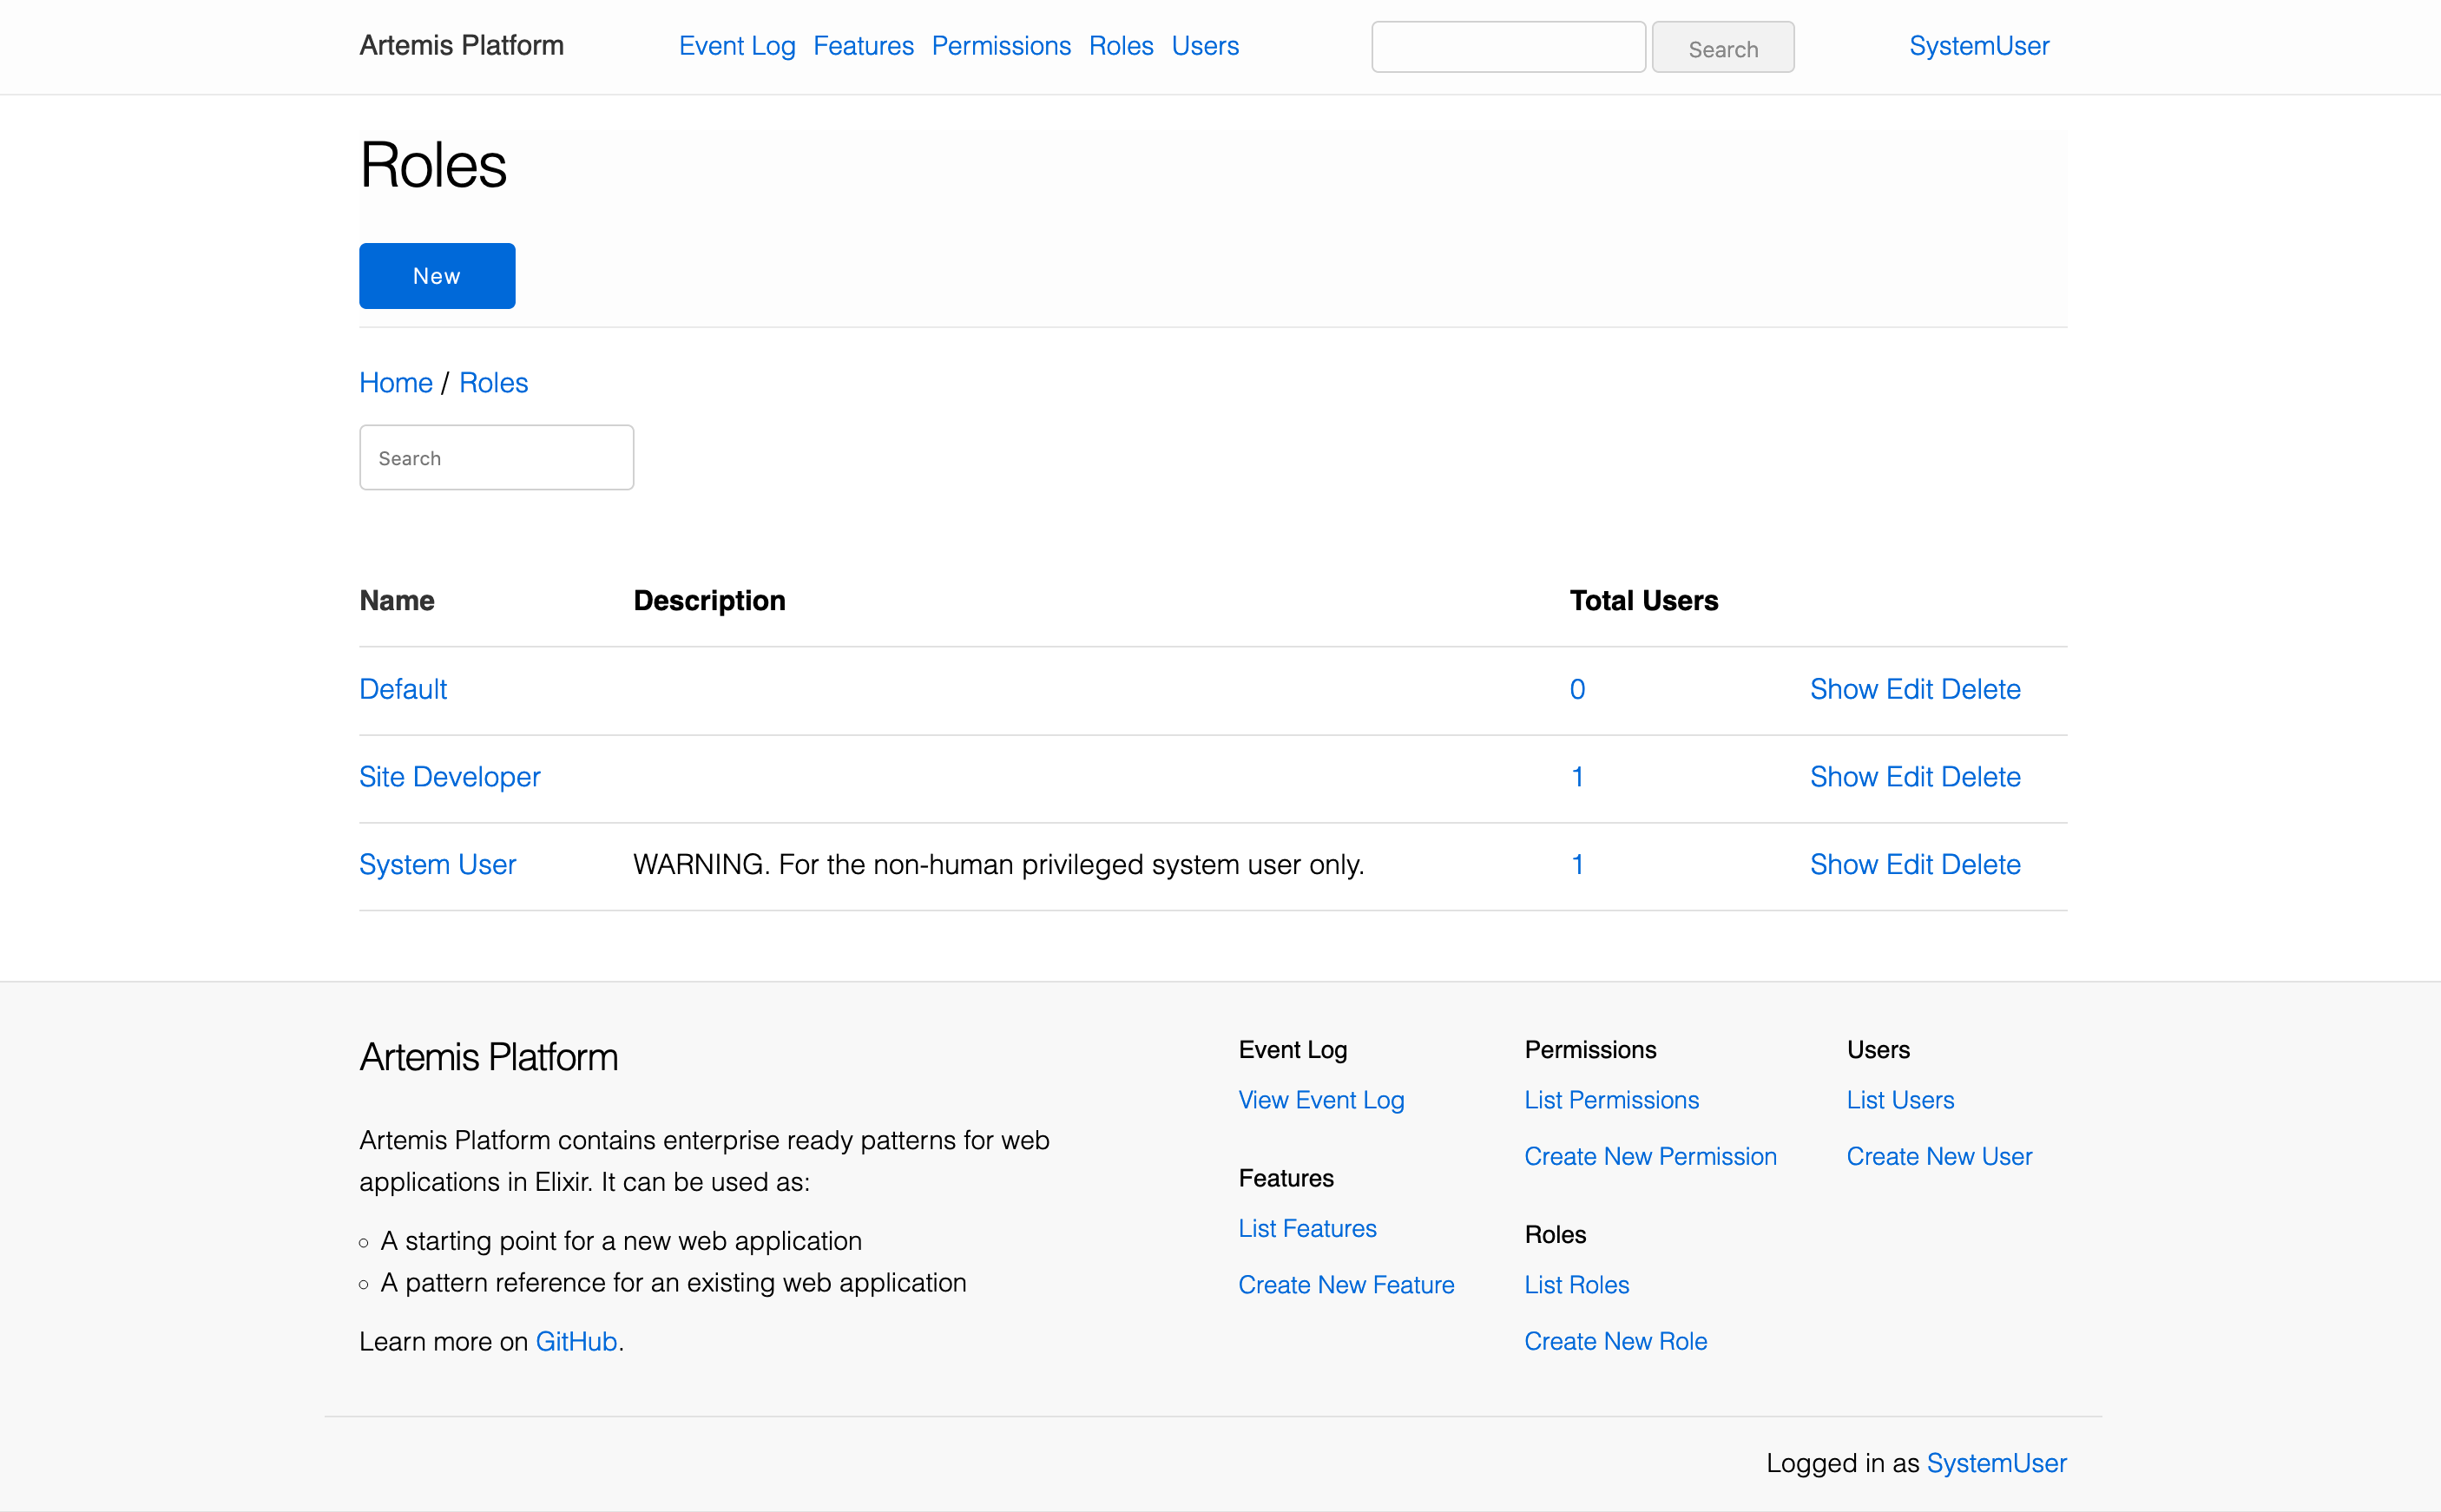 Artemis Platform Event Log Features Permissions Roles Users Search SystemUser
Roles
New
Home / Roles
Search
Name Description Total Users
Default 0 Show Edit Delete
Site Developer 1 Show Edit Delete
System User WARNING. For the non-human privileged system user only. 1 Show Edit Delete
Artemis Platform
Artemis Platform contains enterprise ready patterns for web
applications in Elixir. It can be used as:
A starting point for a new web application
A pattern reference for an existing web application
Learn more on GitHub.
Event Log
View Event Log
Features
List Features
Create New Feature
Permissions
List Permissions
Create New Permission
Roles
List Roles
Create New Role
Users
List Users
Create New User
Logged in as SystemUser